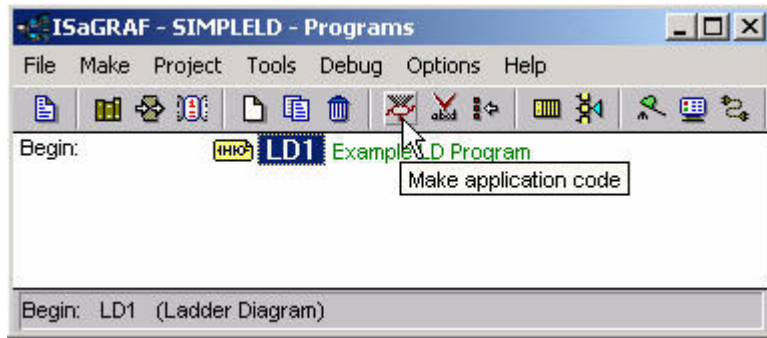 ISaGRAF - SIMPLELD - Programs
File Make Project Tools Debug Options Help
Begin: LD1 Example LD Program
Make application code
Begin: LD1 (Ladder Diagram)